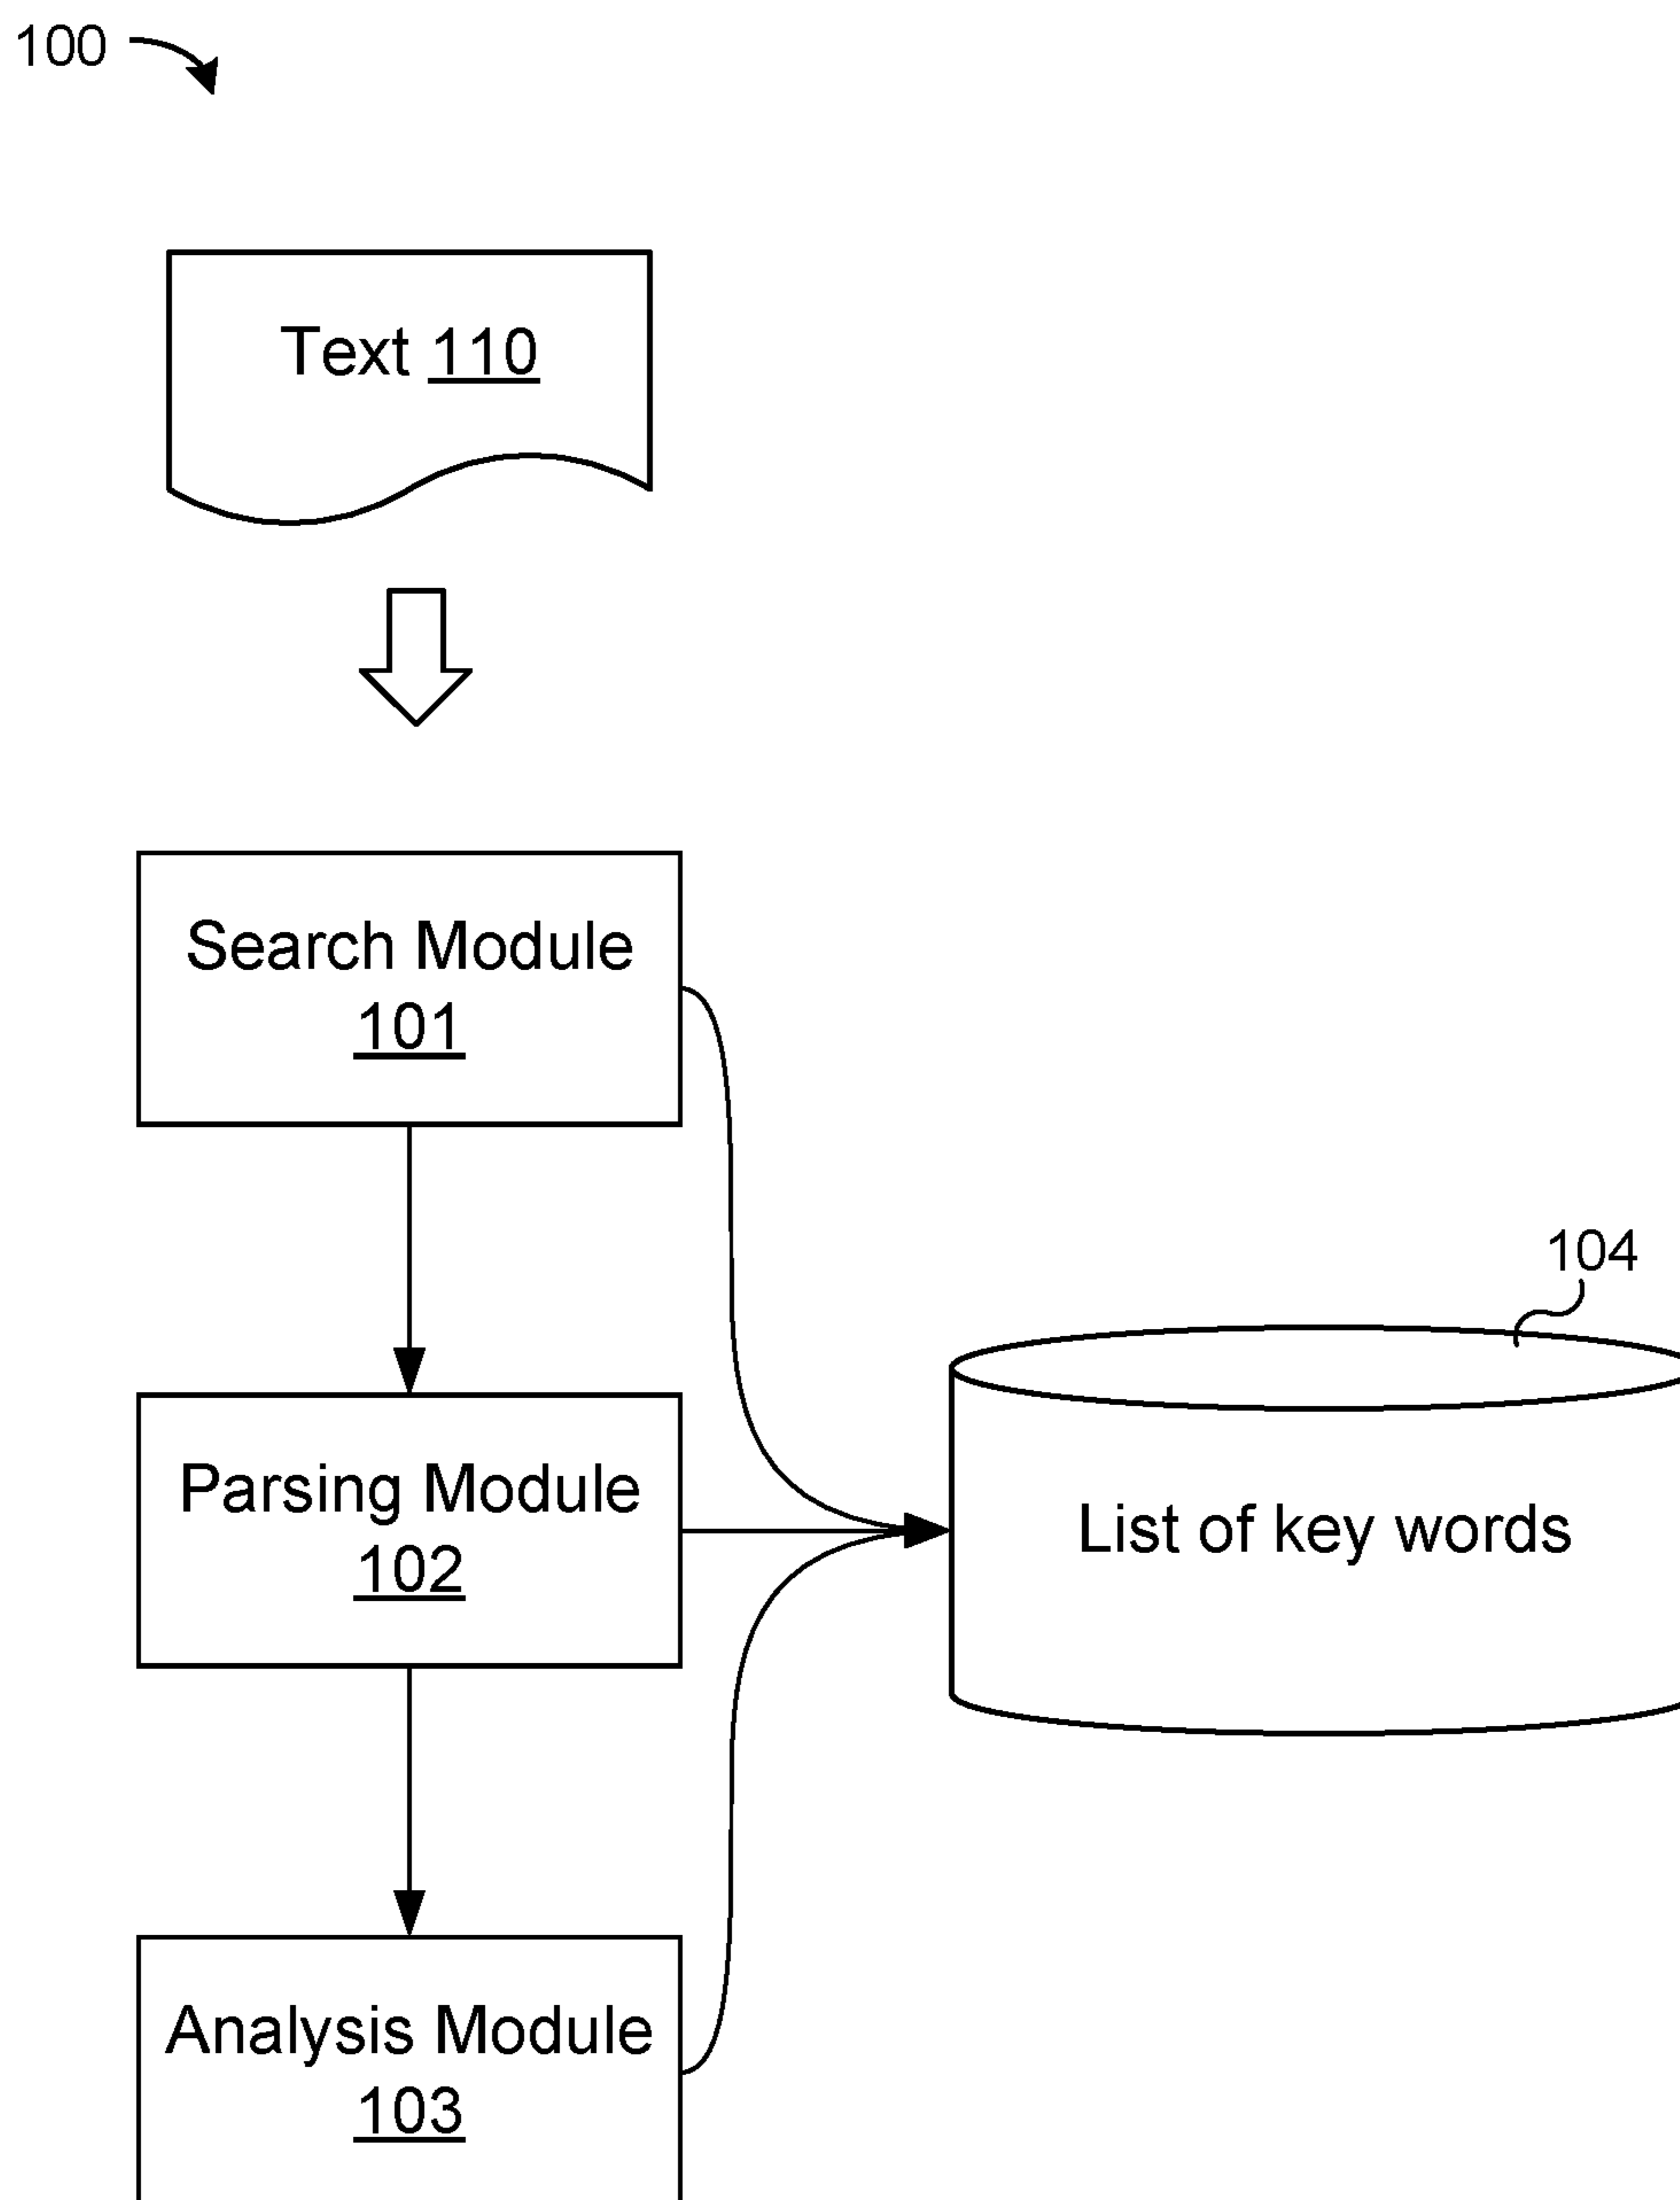 100
Text 110
Search Module
101
104
Parsing Module
102
List of key words
Analysis Module
103